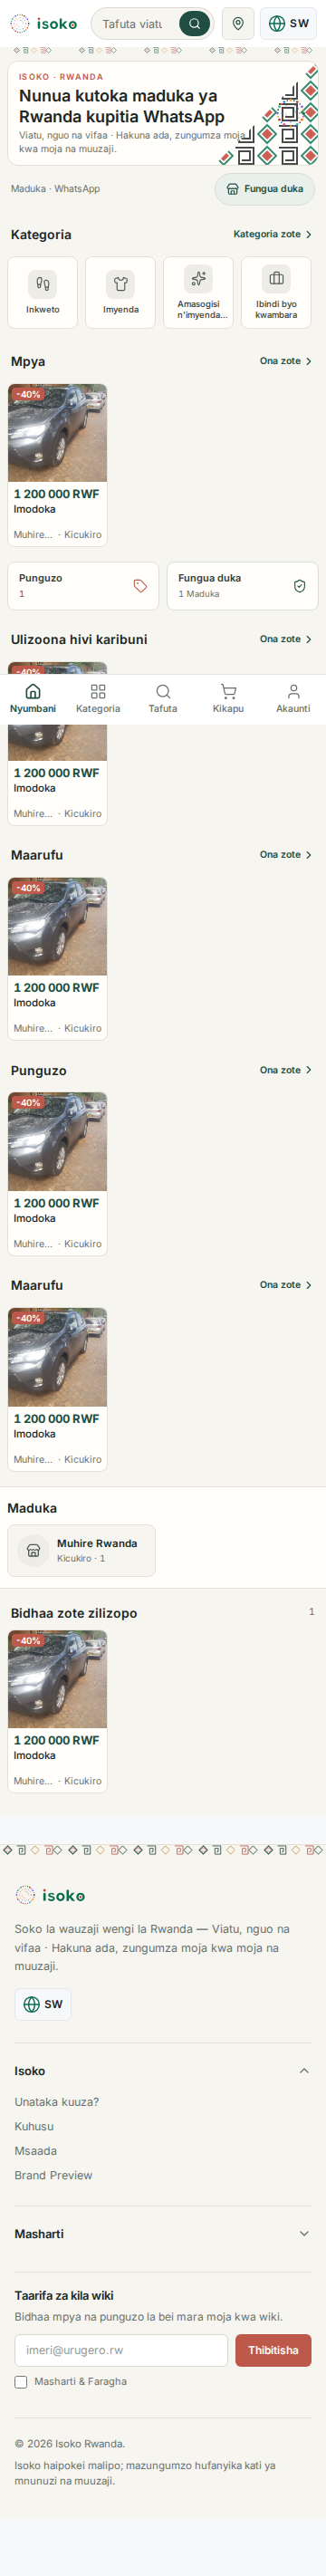 isoko
Tafuta viatu
SW
ISOKO · RWANDA
Nunua kutoka maduka ya
Rwanda kupitia WhatsApp
Viatu, nguo na vifaa · Hakuna ada, zungumza moja
kwa moja na muuzaji.
Maduka · WhatsApp
Fungua duka
Kategoria
Kategoria zote
Inkweto
Imyenda
Amasogisi
n'imyenda...
Ibindi byo
kwambara
Mpya
Ona zote
-40%
1 200 000 RWF
Imodoka
Muhire... · Kicukiro
Punguzo
1
Fungua duka
1 Maduka
Ulizoona hivi karibuni
Ona zote
-40%
Nyumbani
Kategoria
Tafuta
Kikapu
Akaunti
1 200 000 RWF
Imodoka
Muhire... · Kicukiro
Maarufu
Ona zote
-40%
1 200 000 RWF
Imodoka
Muhire... · Kicukiro
Punguzo
Ona zote
-40%
1 200 000 RWF
Imodoka
Muhire... · Kicukiro
Maarufu
Ona zote
-40%
1 200 000 RWF
Imodoka
Muhire... · Kicukiro
Maduka
Muhire Rwanda
Kicukiro · 1
Bidhaa zote zilizopo
1
-40%
1 200 000 RWF
Imodoka
Muhire... · Kicukiro
isoko
Soko la wauzaji wengi la Rwanda — Viatu, nguo na
vifaa · Hakuna ada, zungumza moja kwa moja na
muuzaji.
SW
Isoko
Unataka kuuza?
Kuhusu
Msaada
Brand Preview
Masharti
Taarifa za kila wiki
Bidhaa mpya na punguzo la bei mara moja kwa wiki.
imeri@urugero.rw
Thibitisha
Masharti & Faragha
© 2026 Isoko Rwanda.
Isoko haipokei malipo; mazungumzo hufanyika kati ya
mnunuzi na muuzaji.